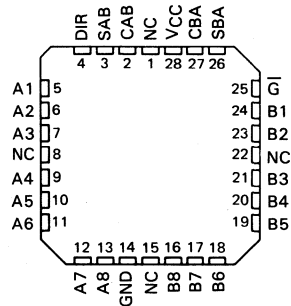 DIR SAB CAB NC VCC CBA SBA
4 3 2 1 28 27 26
A1 5 25 G̅
A2 6 24 B1
A3 7 23 B2
NC 8 22 NC
A4 9 21 B3
A5 10 20 B4
A6 11 19 B5
12 13 14 15 16 17 18
A7 A8 GND NC B8 B7 B6